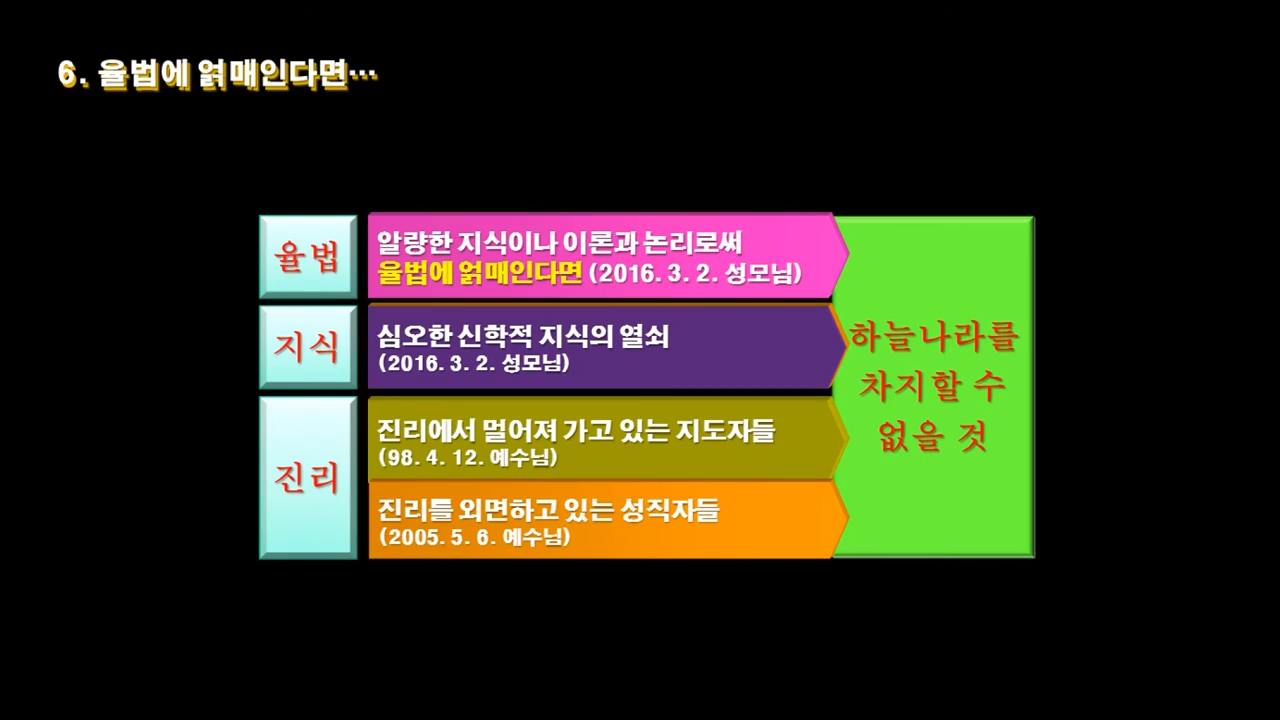 6. 율법에 얽매인다면…
율법
알량한 지식이나 이론과 논리로써
율법에 얽매인다면 (2016. 3. 2. 성모님)
지식
심오한 신학적 지식의 열쇠
(2016. 3. 2. 성모님)
진리
진리에서 멀어져 가고 있는 지도자들
(98. 4. 12. 예수님)
진리를 외면하고 있는 성직자들
(2005. 5. 6. 예수님)
하늘나라를
차지할 수
없을 것